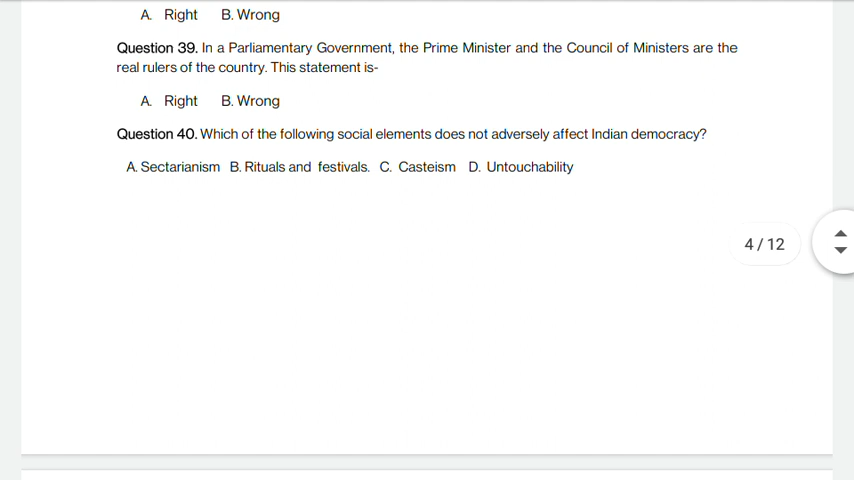 A. Right B. Wrong
Question 39. In a Parliamentary Government, the Prime Minister and the Council of Ministers are the
real rulers of the country. This statement is-
A. Right B. Wrong
Question 40. Which of the following social elements does not adversely affect Indian democracy?
A. Sectarianism B. Rituals and festivals. C. Casteism D. Untouchability
4 / 12